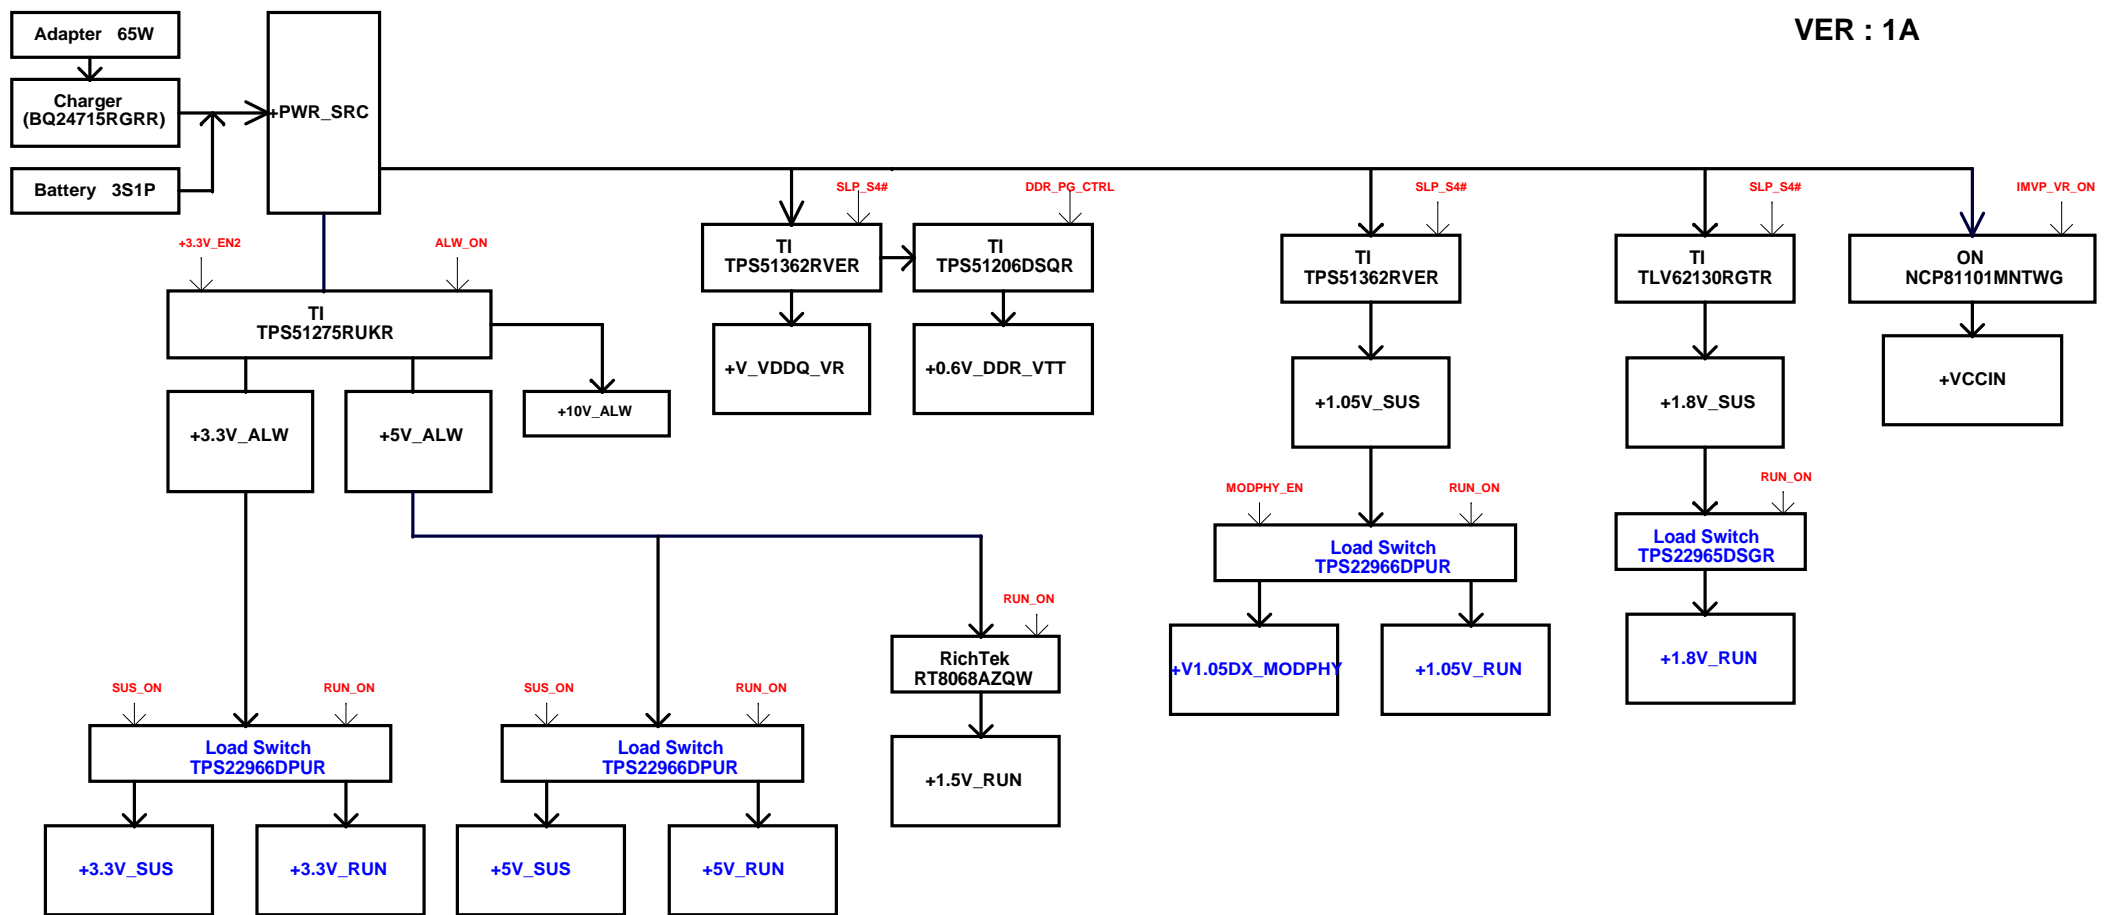 VER : 1A
Adapter 65W
Charger
(BQ24715RGRR)
+PWR_SRC
Battery 3S1P
SLP_S4#
DDR_PG_CTRL
SLP_S4#
SLP_S4#
IMVP_VR_ON
+3.3V_EN2
ALW_ON
TI
TPS51362RVER
TI
TPS51206DSQR
TI
TPS51362RVER
TI
TLV62130RGTR
ON
NCP81101MNTWG
TI
TPS51275RUKR
+V_VDDQ_VR
+0.6V_DDR_VTT
+1.05V_SUS
+1.8V_SUS
+VCCIN
+3.3V_ALW
+5V_ALW
+10V_ALW
MODPHY_EN
RUN_ON
RUN_ON
Load Switch
TPS22966DPUR
Load Switch
TPS22965DSGR
RUN_ON
RichTek
RT8068AZQW
+V1.05DX_MODPHY
+1.05V_RUN
+1.8V_RUN
SUS_ON
RUN_ON
SUS_ON
RUN_ON
Load Switch
TPS22966DPUR
Load Switch
TPS22966DPUR
+1.5V_RUN
+3.3V_SUS
+3.3V_RUN
+5V_SUS
+5V_RUN